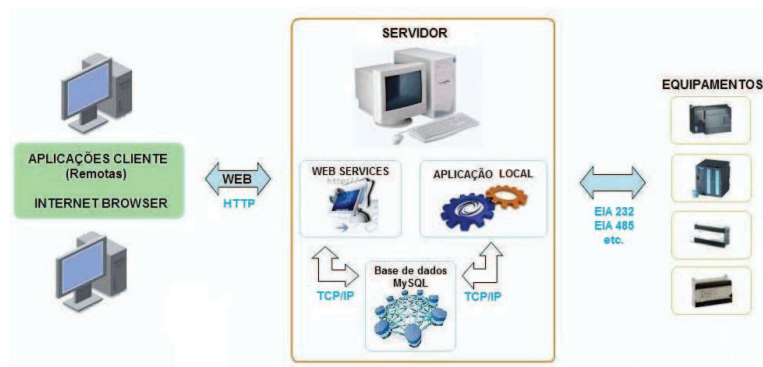 SERVIDOR
EQUIPAMENTOS
APLICAÇÕES CLIENTE
(Remotas)
INTERNET BROWSER
WEB
HTTP
WEB SERVICES
http://
APLICAÇÃO LOCAL
EIA 232
EIA 485
etc.
TCP/IP
Base de dados
MySQL
TCP/IP